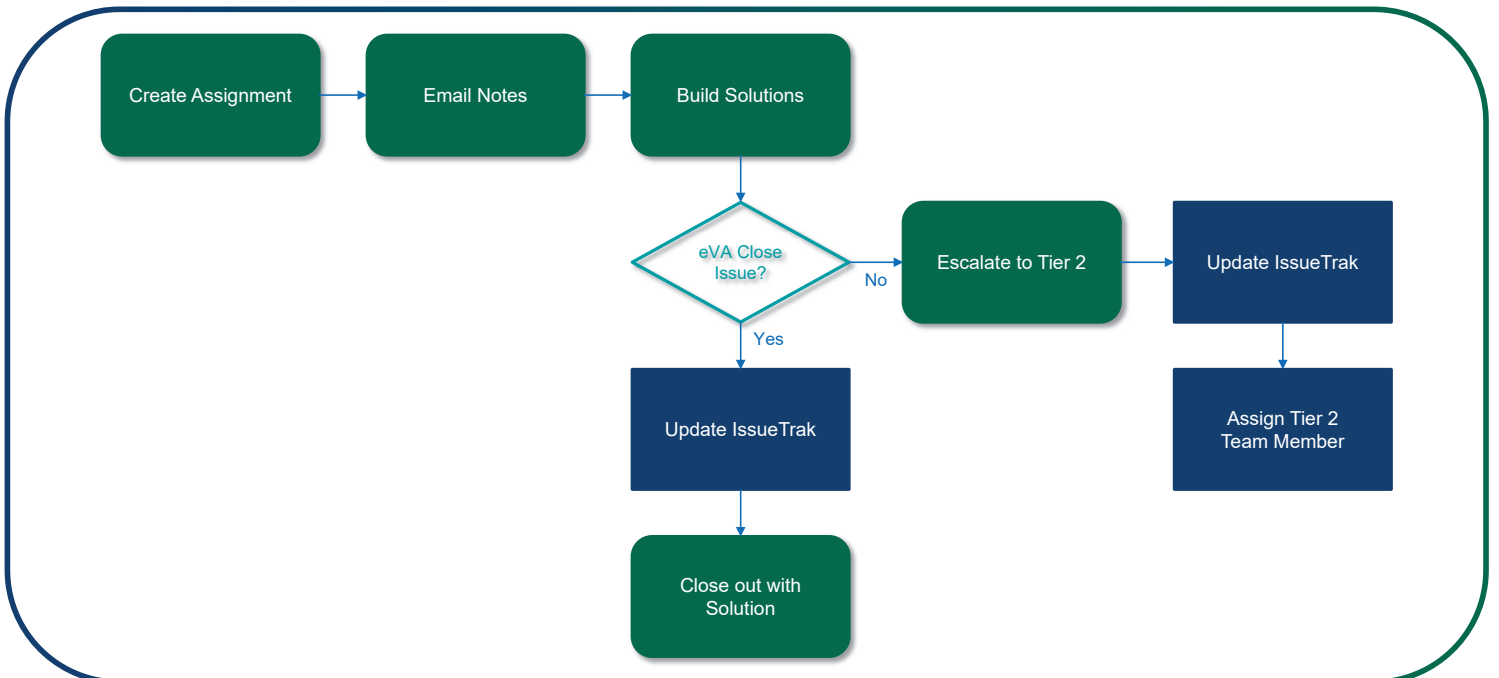 Create Assignment
Email Notes
Build Solutions
eVA Close
Issue?
No
Escalate to Tier 2
Update IssueTrak
Yes
Update IssueTrak
Assign Tier 2
Team Member
Close out with
Solution